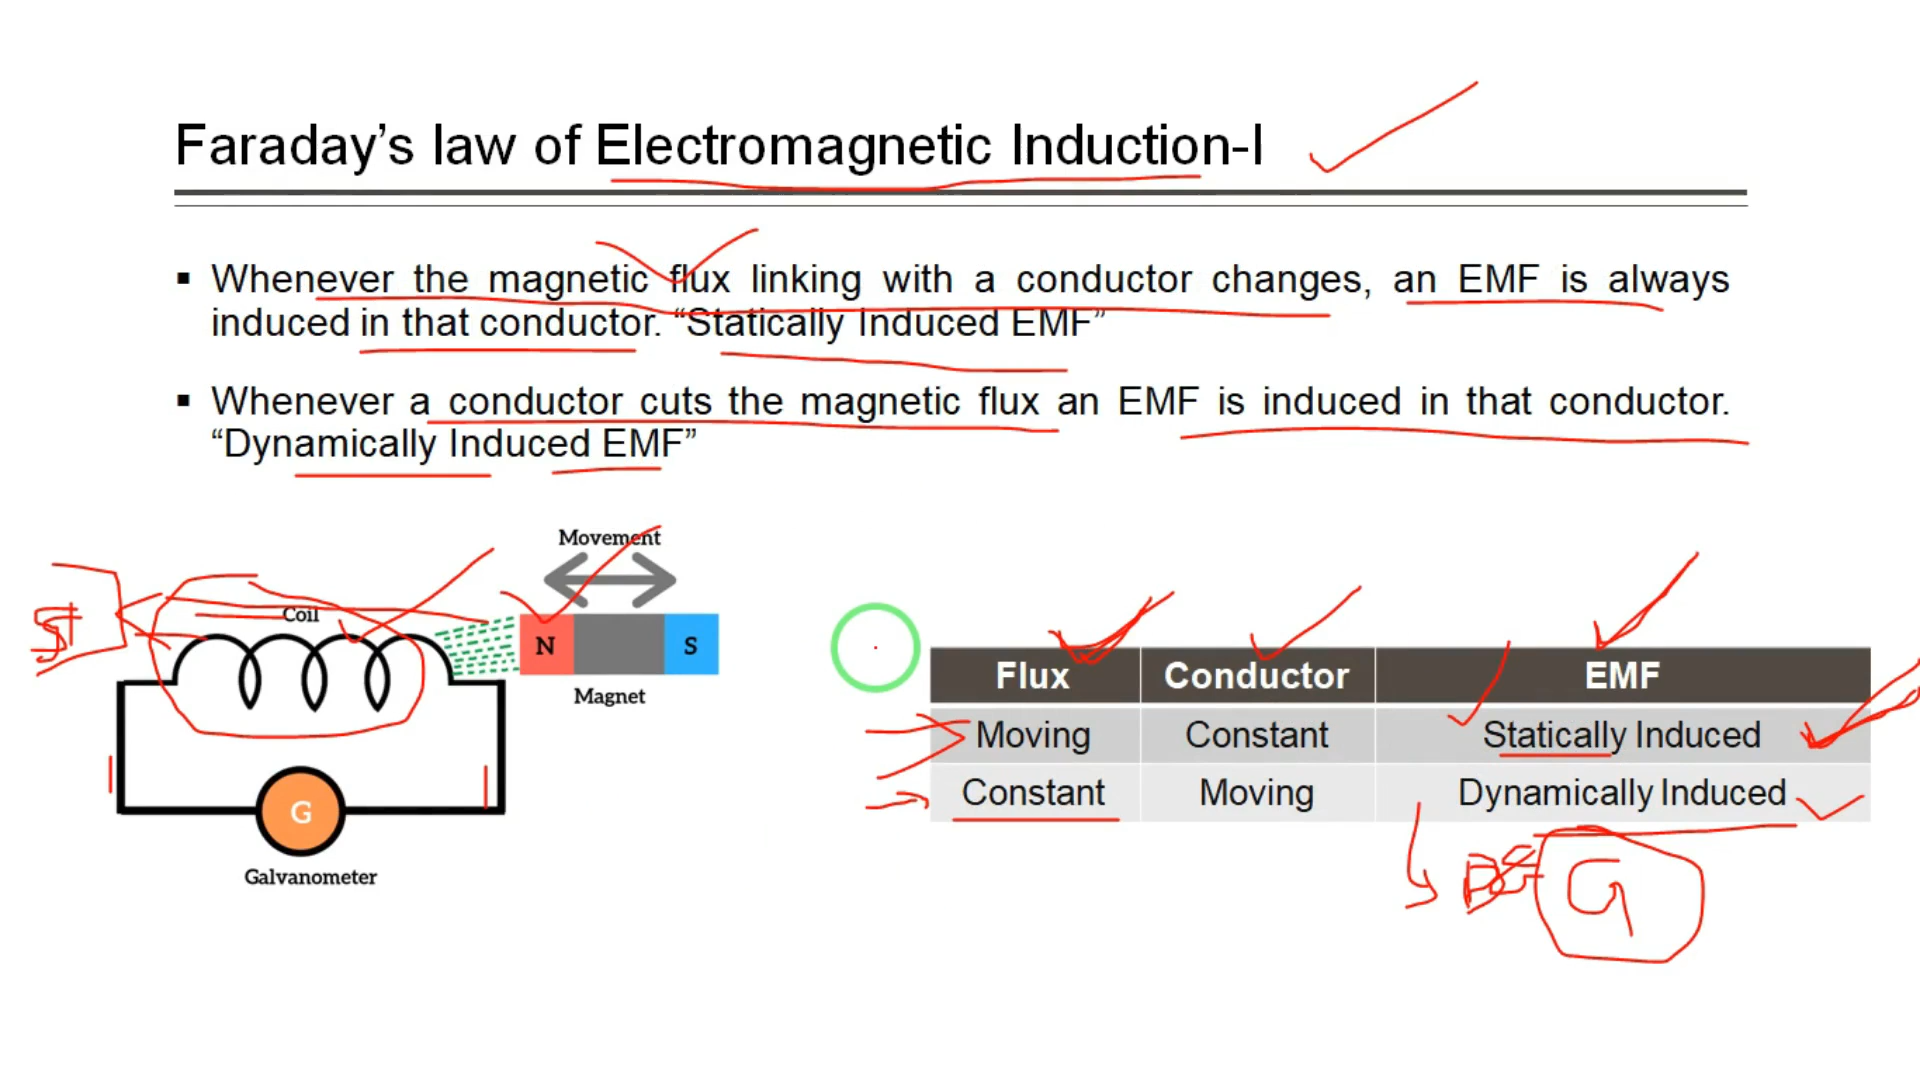 Faraday’s law of Electromagnetic Induction-I
▪ Whenever the magnetic flux linking with a conductor changes, an EMF is always
induced in that conductor. “Statically Induced EMF”
▪ Whenever a conductor cuts the magnetic flux an EMF is induced in that conductor.
“Dynamically Induced EMF”
Movement
Coil
St
N
S
Magnet
G
Galvanometer
Flux Conductor EMF
Moving Constant Statically Induced
Constant Moving Dynamically Induced
G